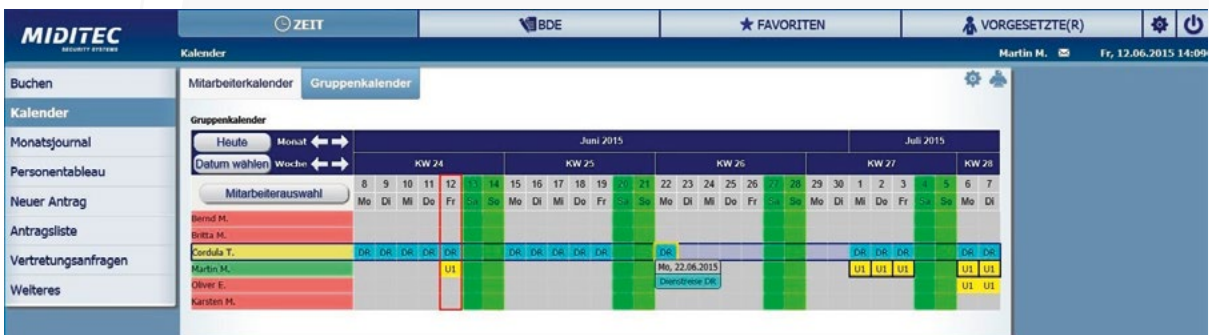 MIDITEC
SECURITY SYSTEMS
ZEIT BDE FAVORITEN VORGESETZTE(R)
Kalender Martin M. Fr, 12.06.2015 14:09
Buchen
Kalender
Monatsjournal
Personentableau
Neuer Antrag
Antragsliste
Vertretungsanfragen
Weiteres
Mitarbeiterkalender Gruppenkalender
Gruppenkalender
Heute Monat Juni 2015 Juli 2015
Datum wählen Woche KW 24 KW 25 KW 26 KW 27 KW 28
Mitarbeiterauswahl
8 9 10 11 12 13 14 15 16 17 18 19 20 21 22 23 24 25 26 27 28 29 30 1 2 3 4 5 6 7
Mo Di Mi Do Fr Sa So Mo Di Mi Do Fr Sa So Mo Di Mi Do Fr Sa So Mo Di Mi Do Fr Sa So Mo Di
Bernd M.
Britta M.
Cordula T. DR DR DR DR DR DR DR DR DR DR DR DR DR DR DR DR
Martin M. U1 Mo, 22.06.2015 U1 U1 U1 U1 U1
Oliver E. Dienstreise DR U1 U1
Karsten M.